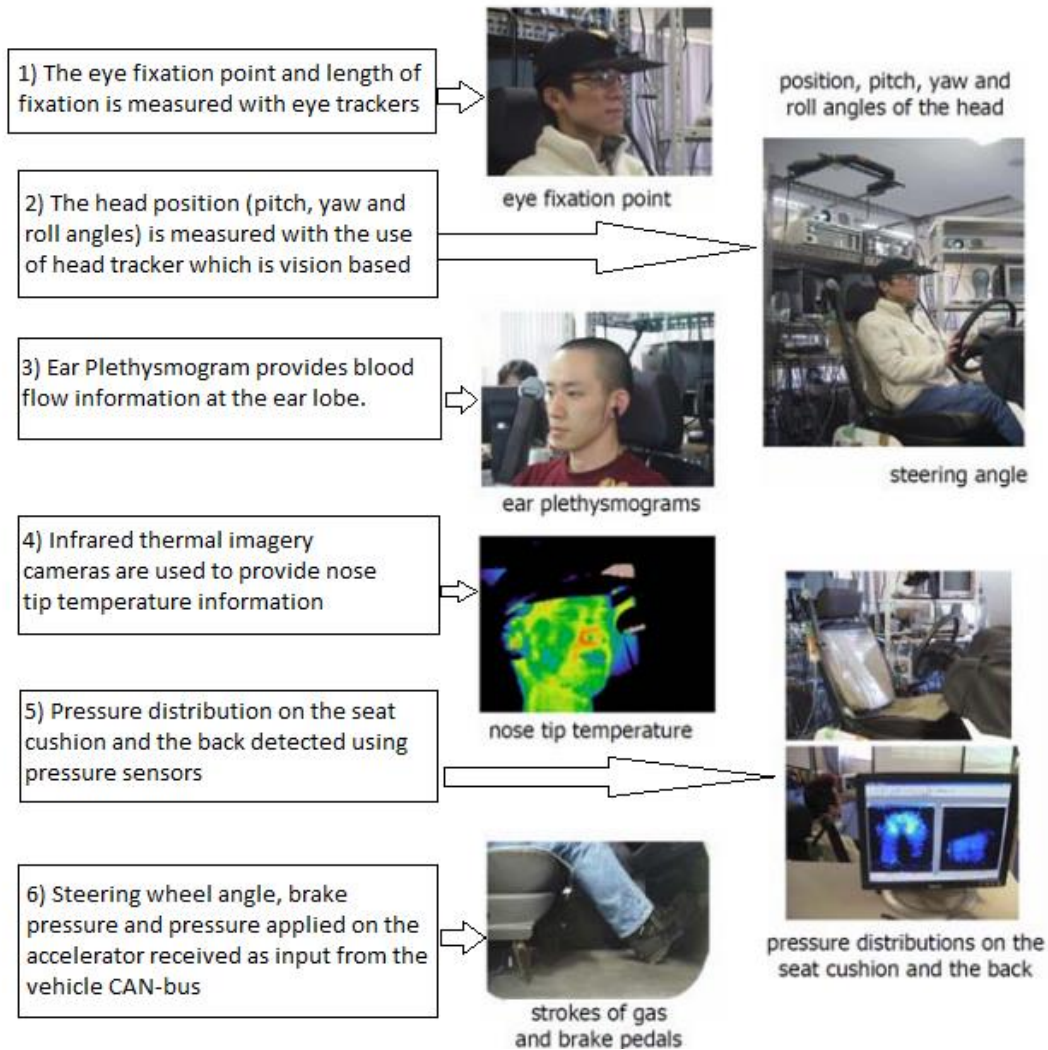 1) The eye fixation point and length of
fixation is measured with eye trackers
eye fixation point
position, pitch, yaw and
roll angles of the head
2) The head position (pitch, yaw and
roll angles) is measured with the use
of head tracker which is vision based
steering angle
3) Ear Plethysmogram provides blood
flow information at the ear lobe.
ear plethysmograms
4) Infrared thermal imagery
cameras are used to provide nose
tip temperature information
nose tip temperature
5) Pressure distribution on the seat
cushion and the back detected using
pressure sensors
pressure distributions on the
seat cushion and the back
6) Steering wheel angle, brake
pressure and pressure applied on the
accelerator received as input from the
vehicle CAN-bus
strokes of gas
and brake pedals